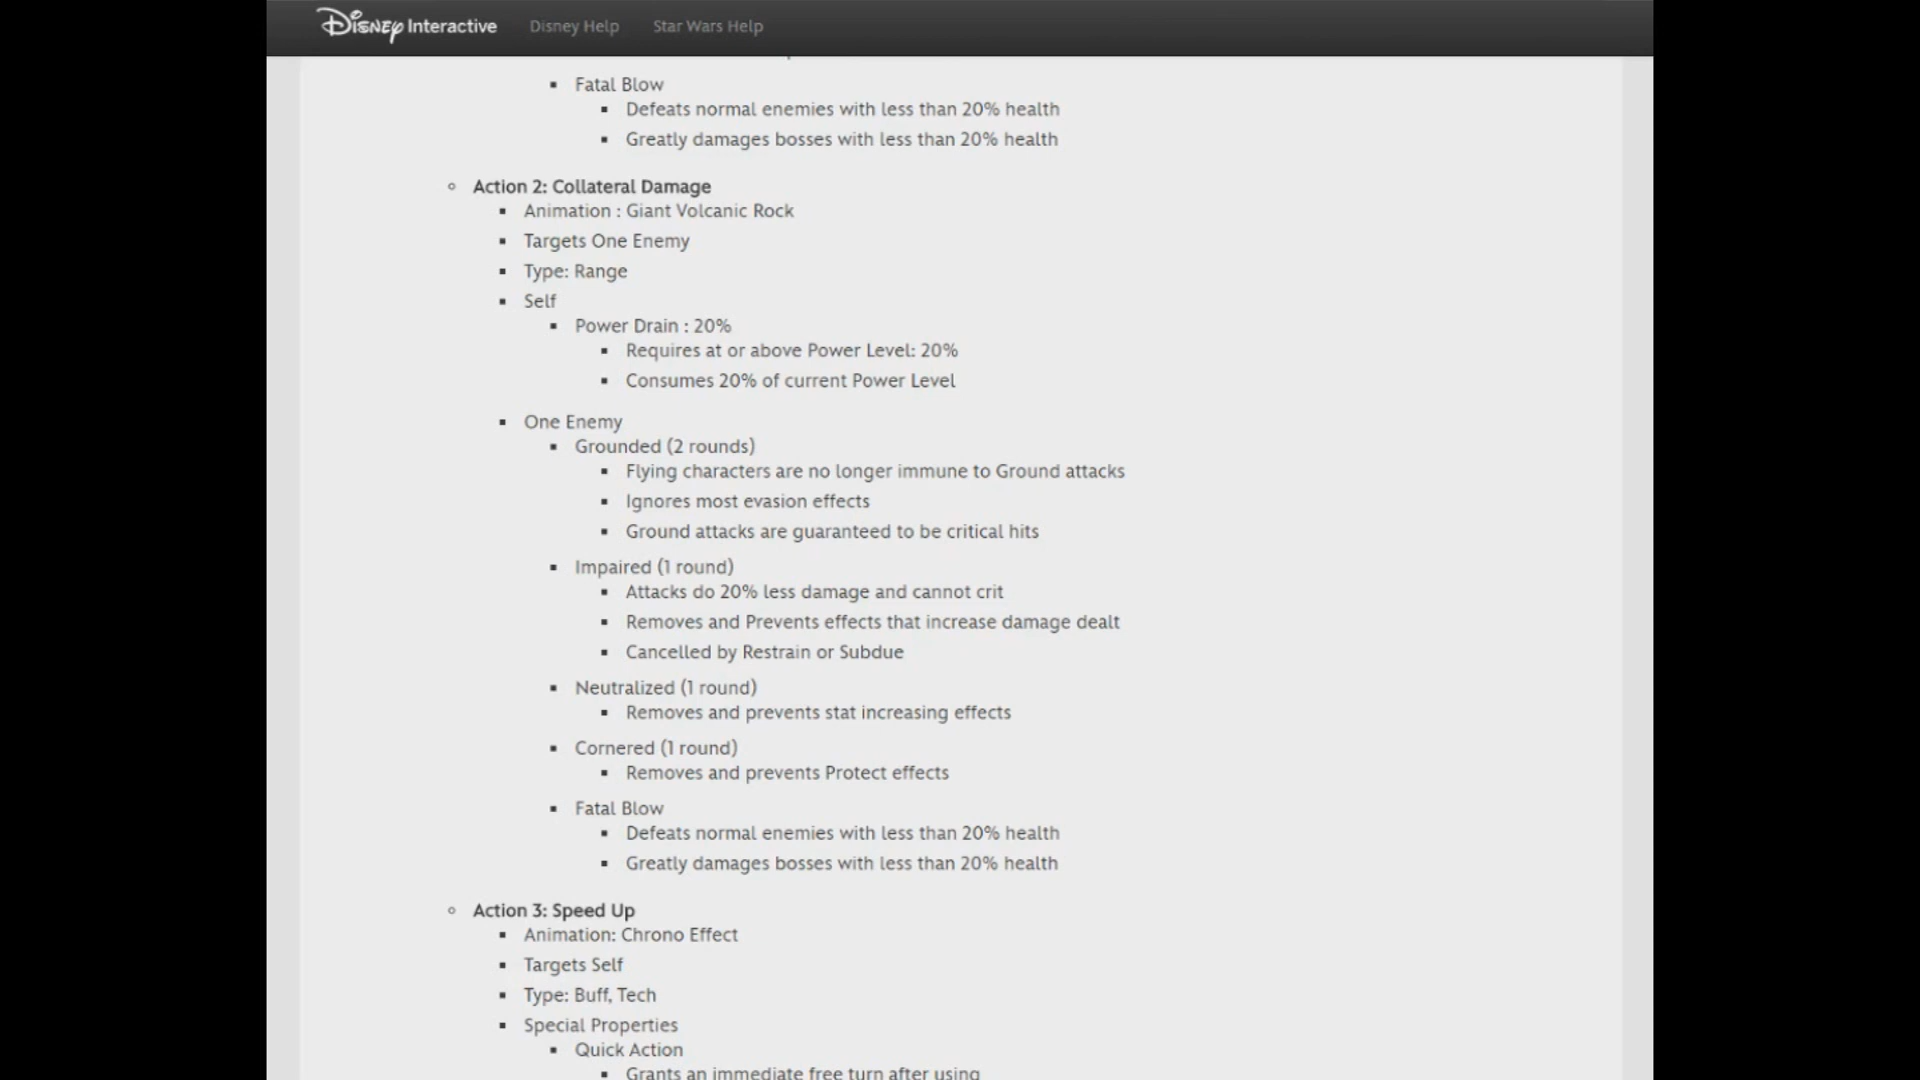 Disney Interactive Disney Help Star Wars Help
Fatal Blow
Defeats normal enemies with less than 20% health
Greatly damages bosses with less than 20% health
Action 2: Collateral Damage
Animation : Giant Volcanic Rock
Targets One Enemy
Type: Range
Self
Power Drain : 20%
Requires at or above Power Level: 20%
Consumes 20% of current Power Level
One Enemy
Grounded (2 rounds)
Flying characters are no longer immune to Ground attacks
Ignores most evasion effects
Ground attacks are guaranteed to be critical hits
Impaired (1 round)
Attacks do 20% less damage and cannot crit
Removes and Prevents effects that increase damage dealt
Cancelled by Restrain or Subdue
Neutralized (1 round)
Removes and prevents stat increasing effects
Cornered (1 round)
Removes and prevents Protect effects
Fatal Blow
Defeats normal enemies with less than 20% health
Greatly damages bosses with less than 20% health
Action 3: Speed Up
Animation: Chrono Effect
Targets Self
Type: Buff, Tech
Special Properties
Quick Action
Grants an immediate free turn after using